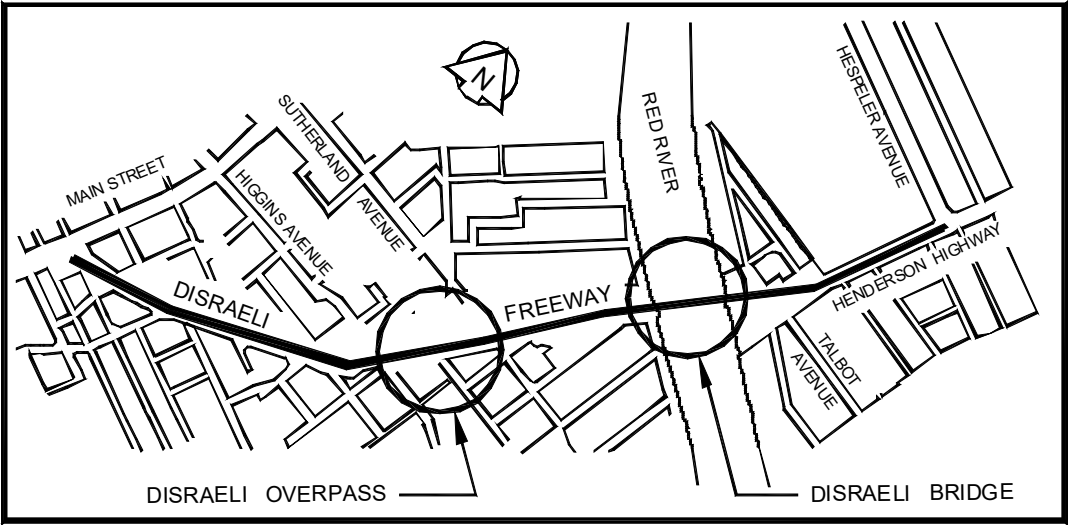 N
SUTHERLAND
AVENUE
RED RIVER
HESPELER AVENUE
MAIN STREET
HIGGINS AVENUE
DISRAELI
FREEWAY
HENDERSON HIGHWAY
TALBOT
AVENUE
DISRAELI OVERPASS
DISRAELI BRIDGE